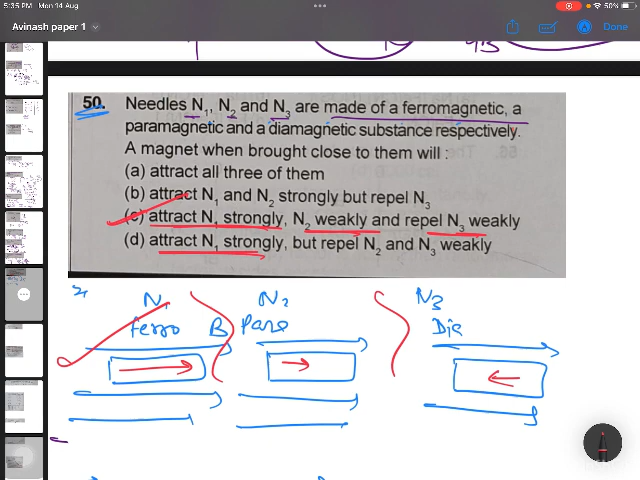 5:35 PM Mon 14 Aug
50%
Avinash paper 1
Done
93
50. Needles N1, N2 and N3 are made of a ferromagnetic, a
paramagnetic and a diamagnetic substance respectively.
A magnet when brought close to them will :
(a) attract all three of them
(b) attract N1 and N2 strongly but repel N3
(c) attract N1 strongly, N2 weakly and repel N3 weakly
(d) attract N1 strongly, but repel N2 and N3 weakly
N1 N2 N3
ferro B Para Dia